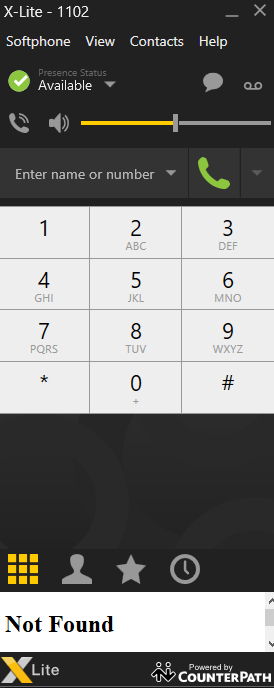 X-Lite - 1102
Softphone View Contacts Help
Presence Status
Available
Enter name or number
1 2 3
ABC DEF
4 5 6
GHI JKL MNO
7 8 9
PQRS TUV WXYZ
* 0 #
+
Not Found
X Lite Powered by
COUNTERPATH